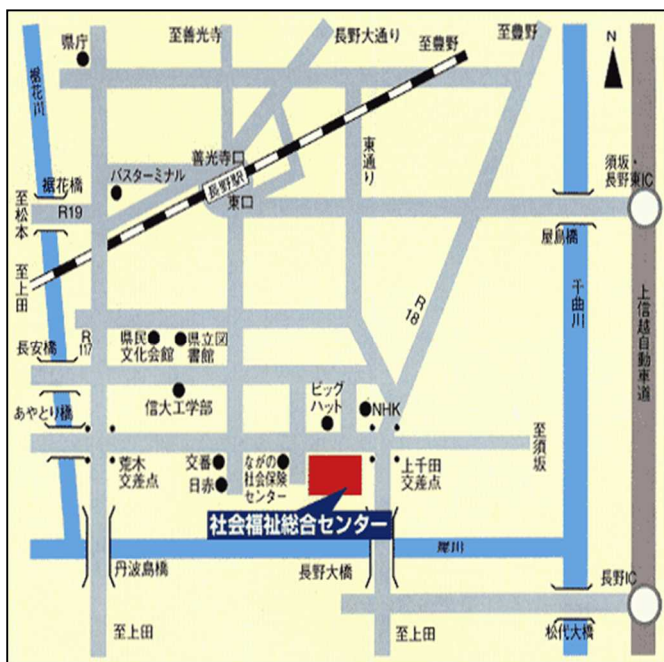 至善光寺
長野大通り
至豊野
至豊野
N
県庁
裾花川
善光寺口
東通り
須坂・
長野東IC
バスターミナル
裾花橋
長野駅
R19
東口
至松本
屋島橋
至上田
R
18
千曲川
上信越自動車道
R
117
県民
文化会館
県立図
書館
長安橋
信大工学部
ビッグ
ハット
NHK
あやとり橋
至須坂
荒木
交差点
交番
日赤
ながの
社会保険
センター
上千田
交差点
社会福祉総合センター
犀川
丹波島橋
長野大橋
長野IC
至上田
至上田
松代大橋